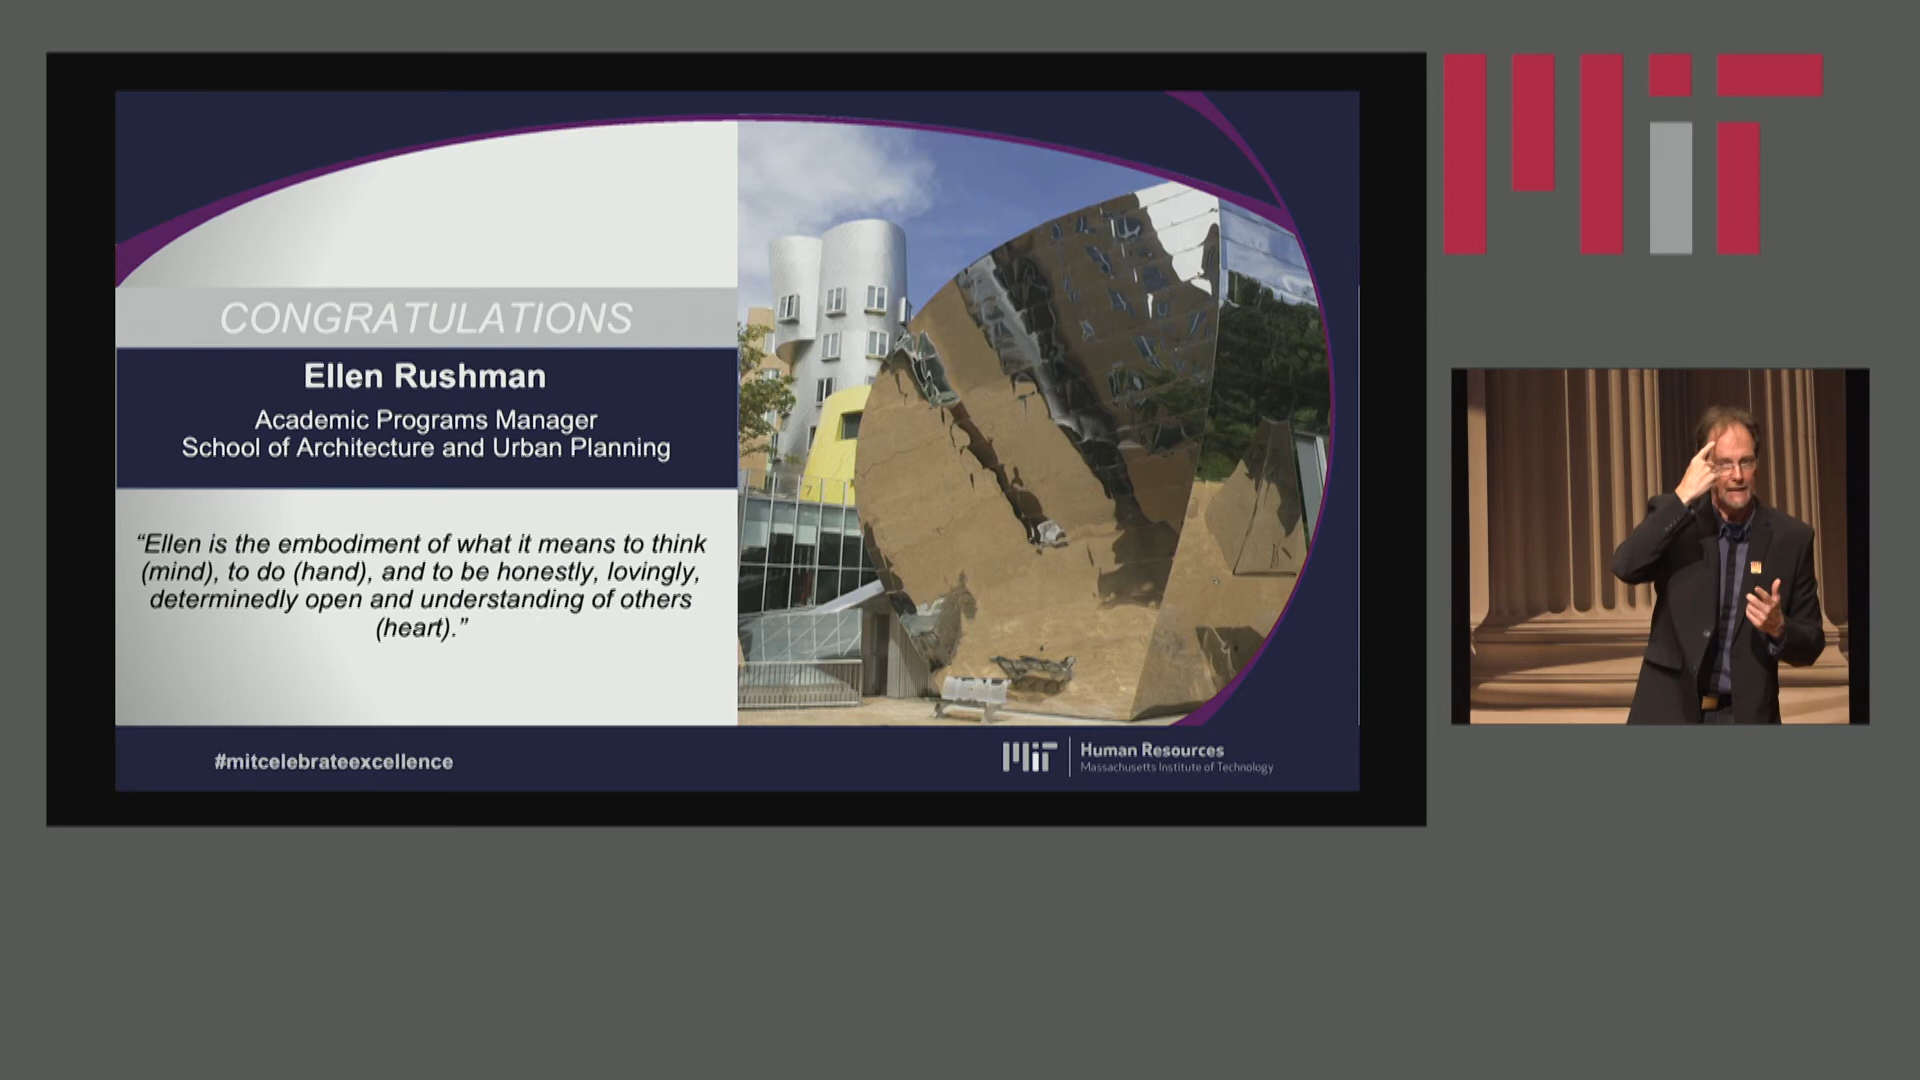 CONGRATULATIONS
Ellen Rushman
Academic Programs Manager
School of Architecture and Urban Planning
“Ellen is the embodiment of what it means to think
(mind), to do (hand), and to be honestly, lovingly,
determinedly open and understanding of others
(heart).”
#mitcelebrateexcellence
MIT
Human Resources
Massachusetts Institute of Technology
MIT